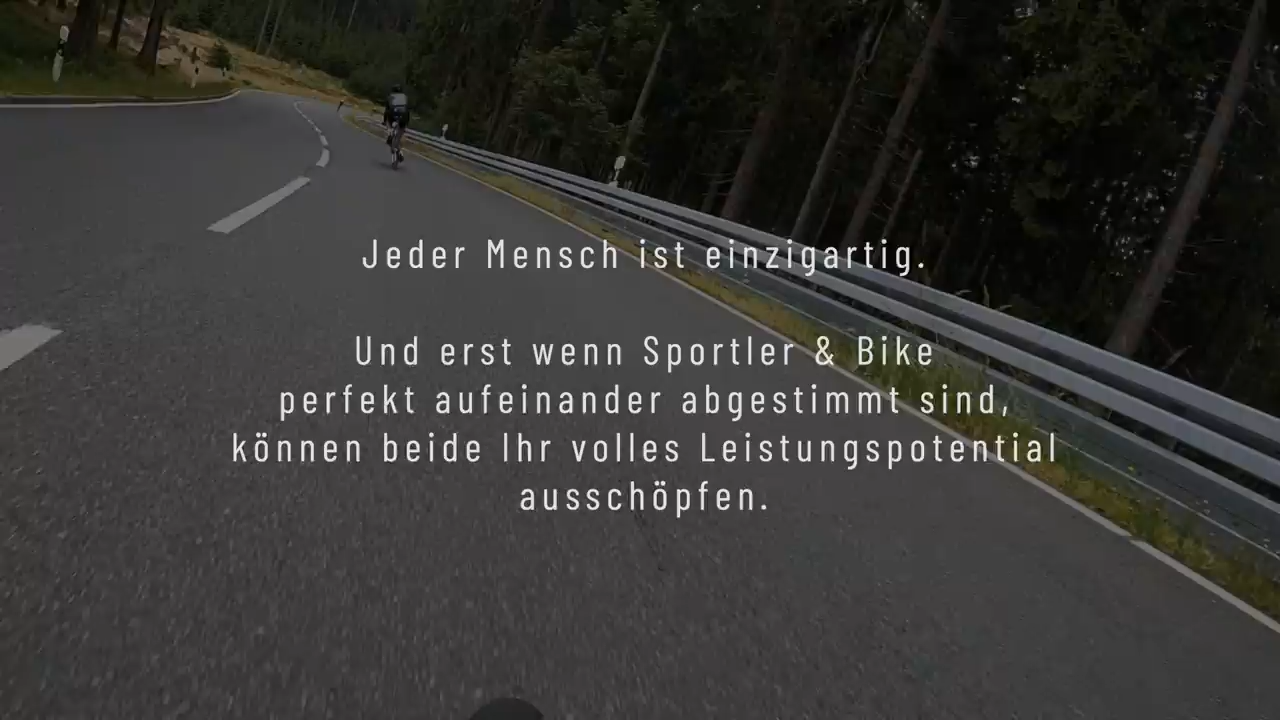 Jeder Mensch ist einzigartig.
Und erst wenn Sportler & Bike
perfekt aufeinander abgestimmt sind,
können beide Ihr volles Leistungspotential
ausschöpfen.